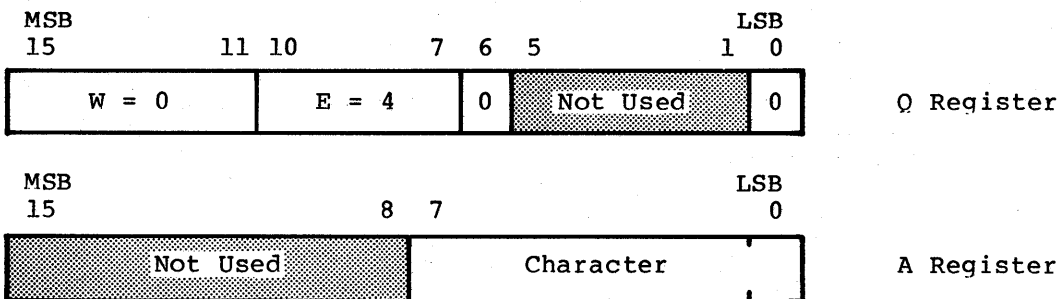 MSB LSB
15 11 10 7 6 5 1 0
W = 0 E = 4 0 Not Used 0 Q Register
MSB LSB
15 8 7 0
Not Used Character A Register